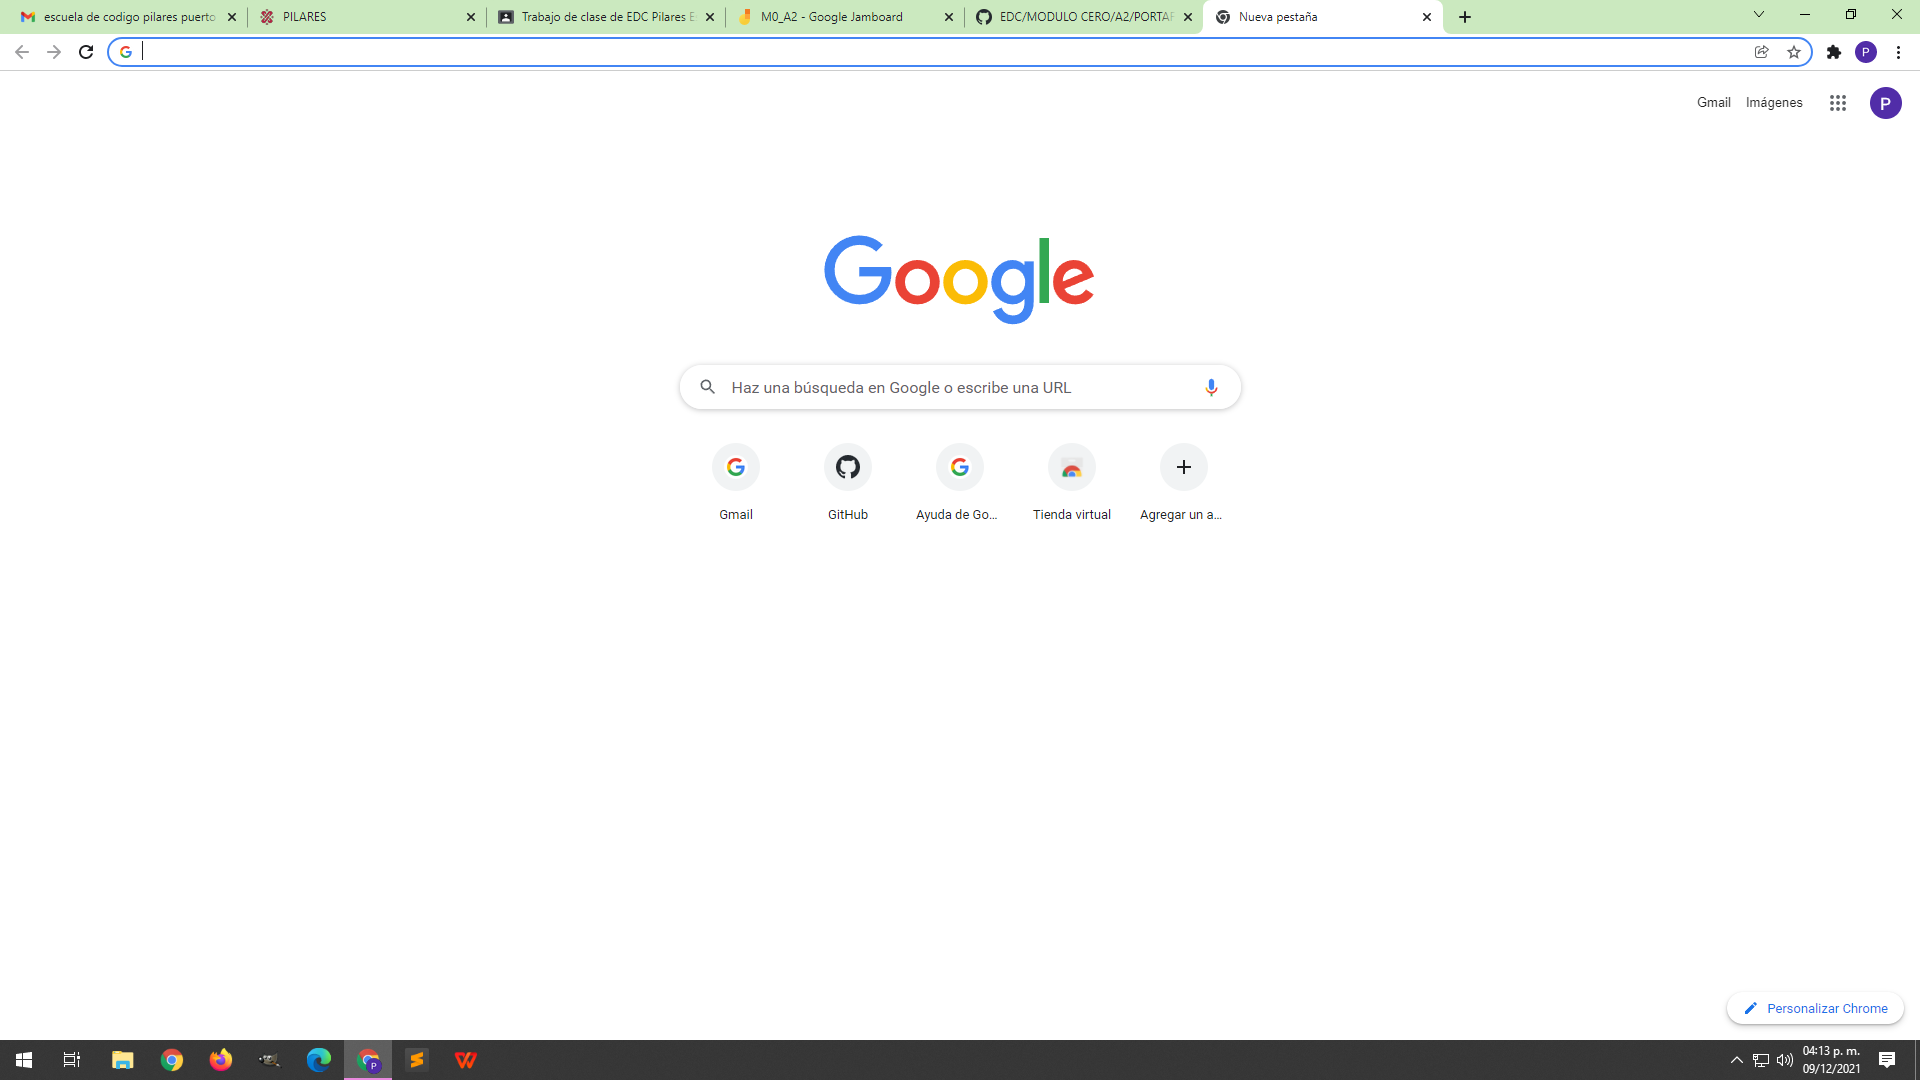 escuela de codigo pilares puerto
PILARES
Trabajo de clase de EDC Pilares E
M0_A2 - Google Jamboard
EDC/MODULO CERO/A2/PORTAF
Nueva pestaña
P
Gmail
Imágenes
P
Google
Haz una búsqueda en Google o escribe una URL
Gmail
GitHub
Ayuda de Go...
Tienda virtual
Agregar un a...
Personalizar Chrome
P
04:13 p. m.
09/12/2021